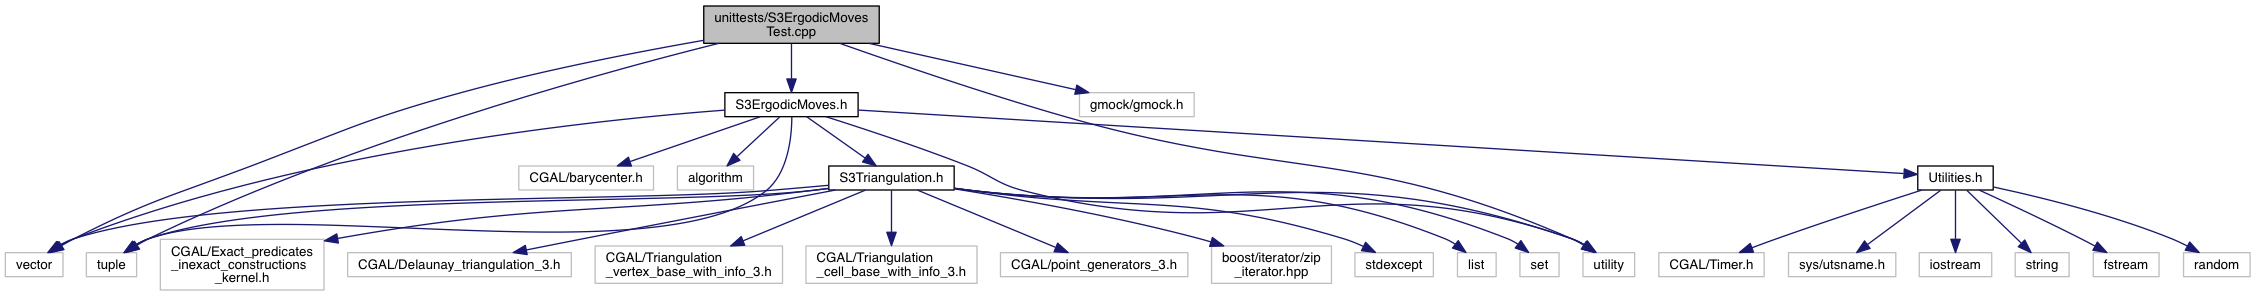 unittests/S3ErgodicMoves
Test.cpp
S3ErgodicMoves.h
gmock/gmock.h
CGAL/barycenter.h
algorithm
S3Triangulation.h
Utilities.h
vector
tuple
CGAL/Exact_predicates
_inexact_constructions
_kernel.h
CGAL/Delaunay_triangulation_3.h
CGAL/Triangulation
_vertex_base_with_info_3.h
CGAL/Triangulation
_cell_base_with_info_3.h
CGAL/point_generators_3.h
boost/iterator/zip
_iterator.hpp
stdexcept
list
set
utility
CGAL/Timer.h
sys/utsname.h
iostream
string
fstream
random